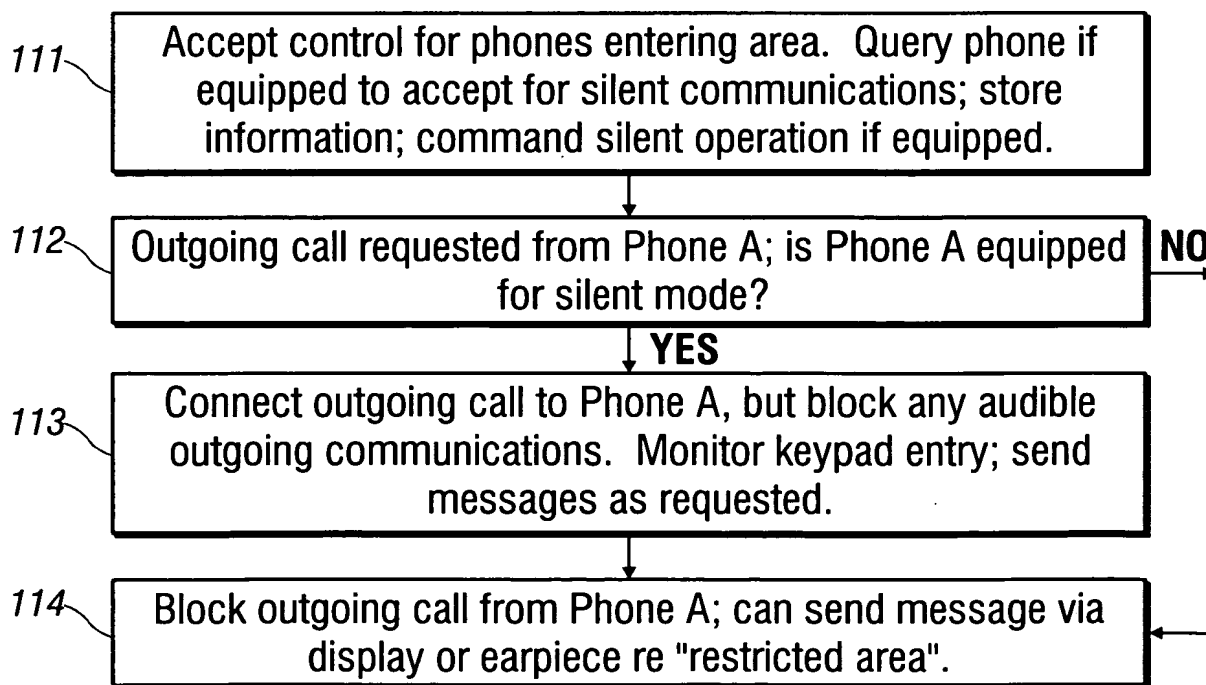 111
Accept control for phones entering area. Query phone if
equipped to accept for silent communications; store
information; command silent operation if equipped.
112
Outgoing call requested from Phone A; is Phone A equipped
for silent mode?
NO
YES
113
Connect outgoing call to Phone A, but block any audible
outgoing communications. Monitor keypad entry; send
messages as requested.
114
Block outgoing call from Phone A; can send message via
display or earpiece re "restricted area".